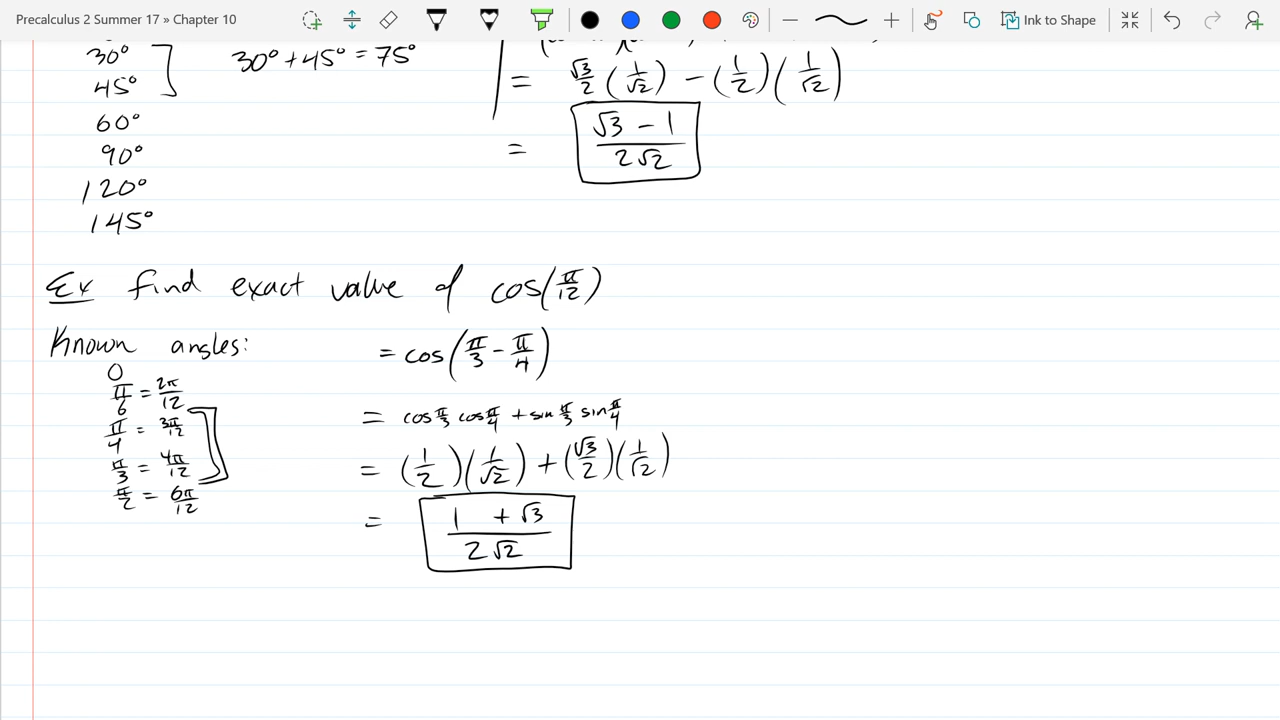 Precalculus 2 Summer 17 » Chapter 10
Ink to Shape
30°
45°
60°
90°
120°
145°
30° + 45° = 75°
= √3/2 (1/√2) − (1/2)(1/√2)
= (√3 − 1)/(2√2)
Ex find exact value of cos(π/12)
Known angles:
0
π/6 = 2π/12
π/4 = 3π/12
π/3 = 4π/12
π/2 = 6π/12
= cos(π/3 − π/4)
= cos π/3 cos π/4 + sin π/3 sin π/4
= (1/2)(1/√2) + (√3/2)(1/√2)
= (1 + √3)/(2√2)